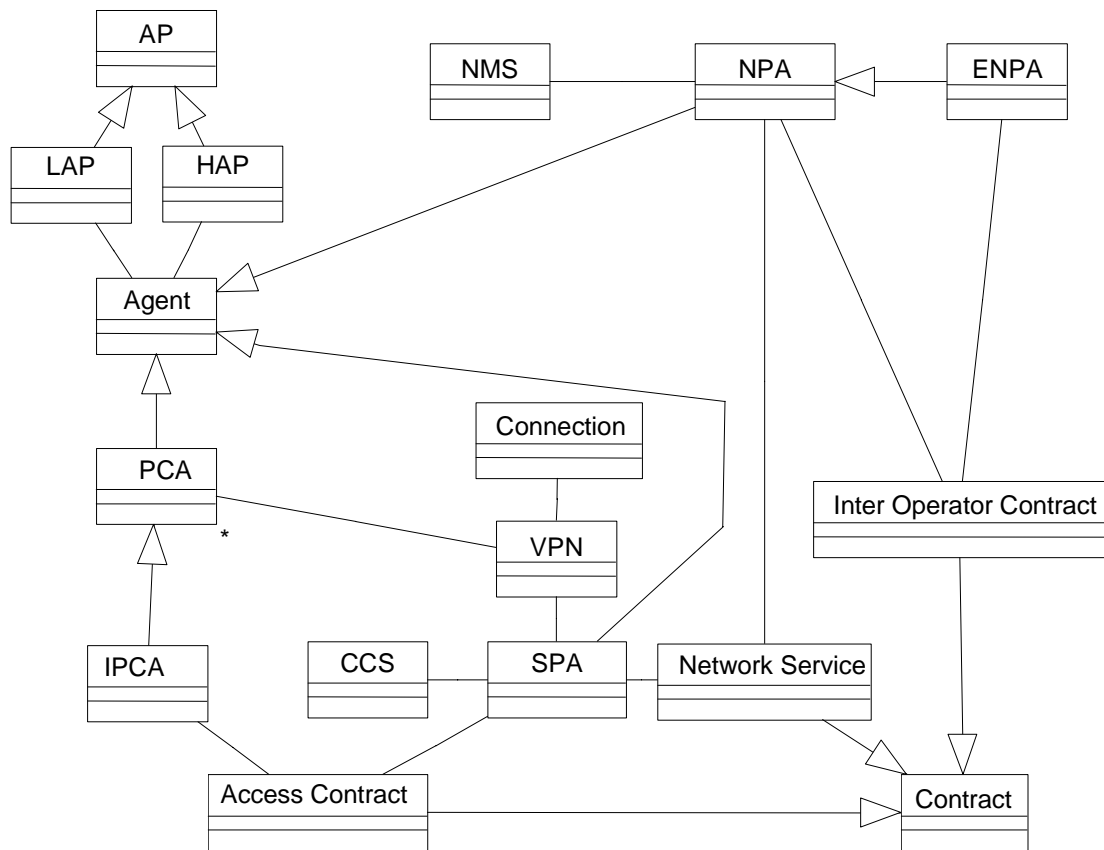 AP
NMS
NPA
ENPA
LAP
HAP
Agent
Connection
PCA
*
Inter Operator Contract
VPN
IPCA
CCS
SPA
Network Service
Access Contract
Contract